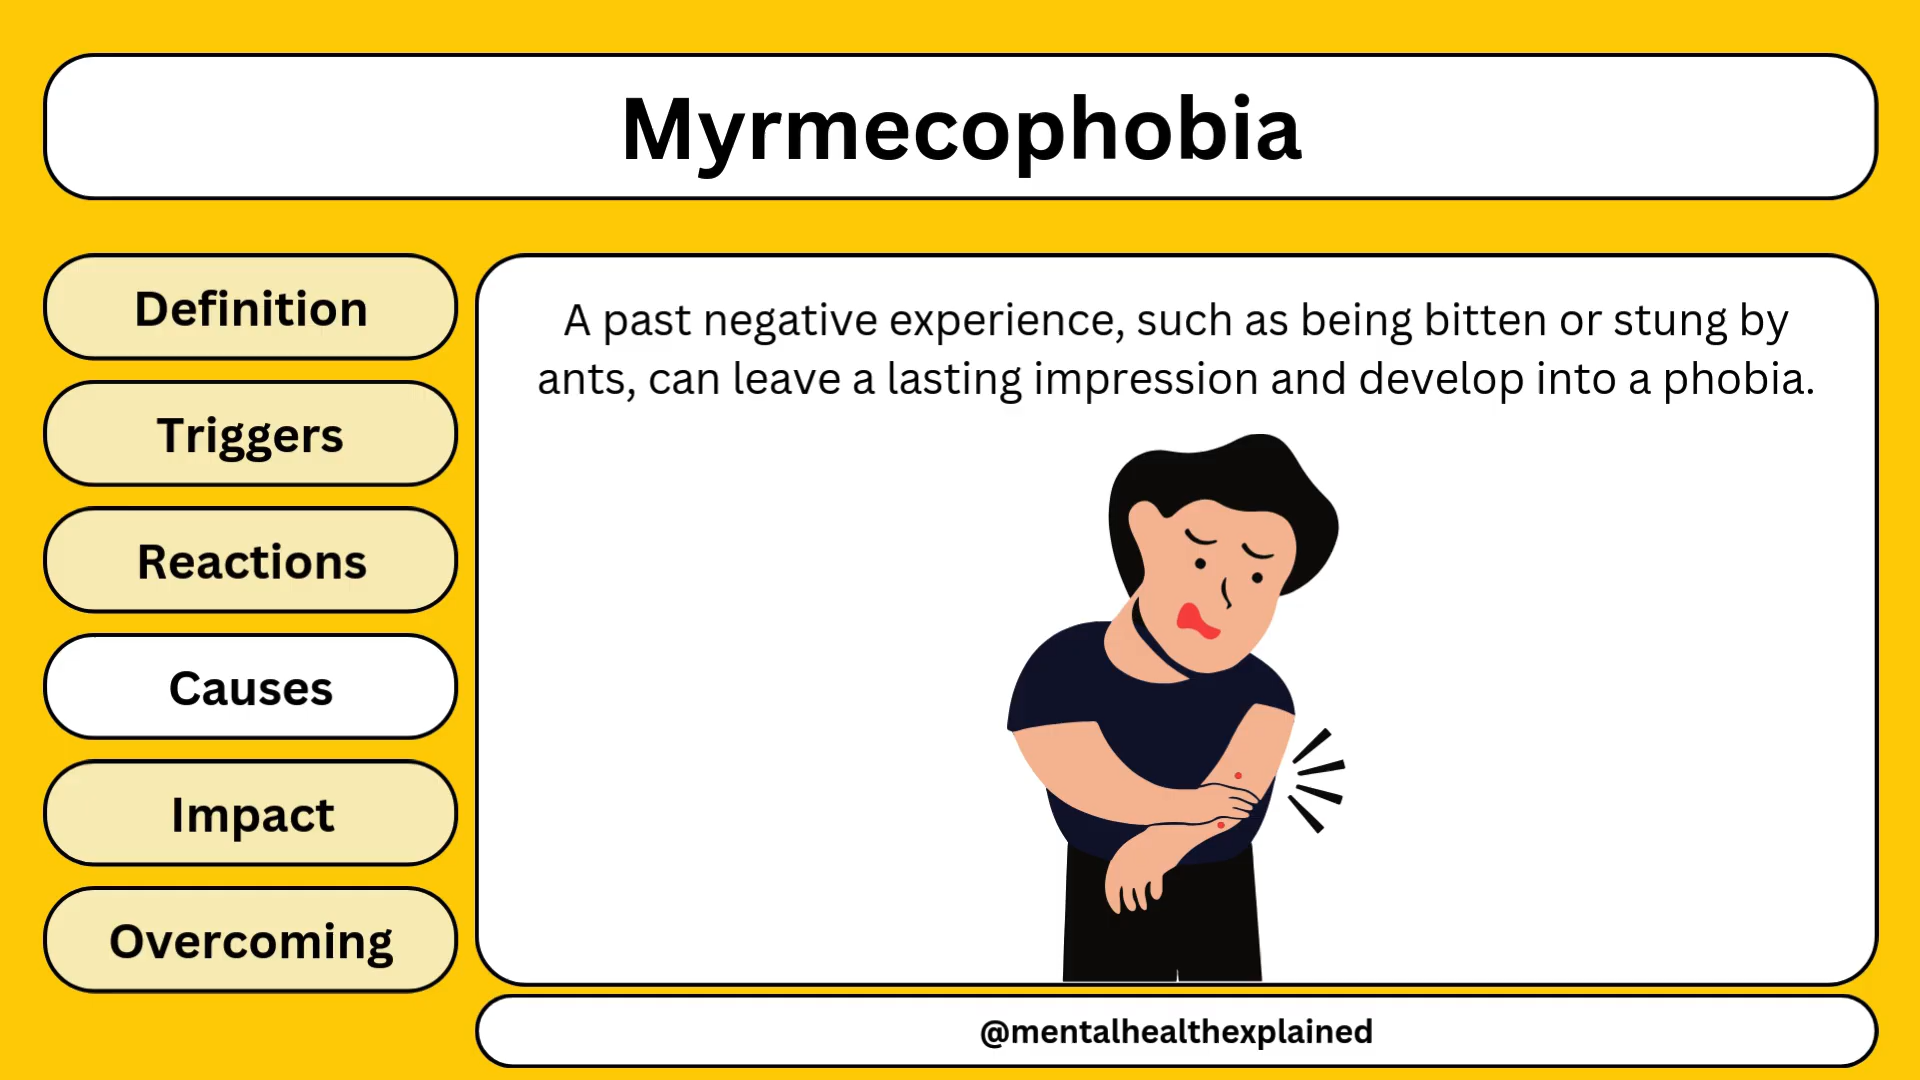 Myrmecophobia
Definition
Triggers
Reactions
Causes
Impact
Overcoming
A past negative experience, such as being bitten or stung by
ants, can leave a lasting impression and develop into a phobia.
@mentalhealthexplained